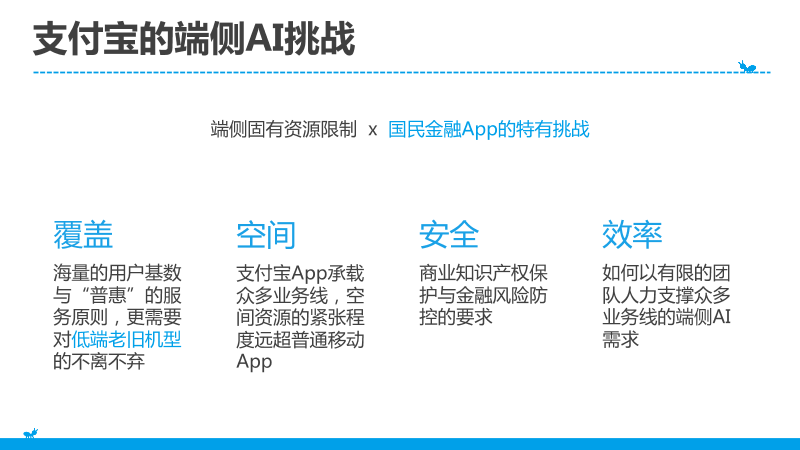 支付宝的端侧AI挑战
端侧固有资源限制 x 国民金融App的特有挑战
覆盖
海量的用户基数
与“普惠”的服
务原则，更需要
对低端老旧机型
的不离不弃
空间
支付宝App承载
众多业务线，空
间资源的紧张程
度远超普通移动
App
安全
商业知识产权保
护与金融风险防
控的要求
效率
如何以有限的团
队人力支撑众多
业务线的端侧AI
需求